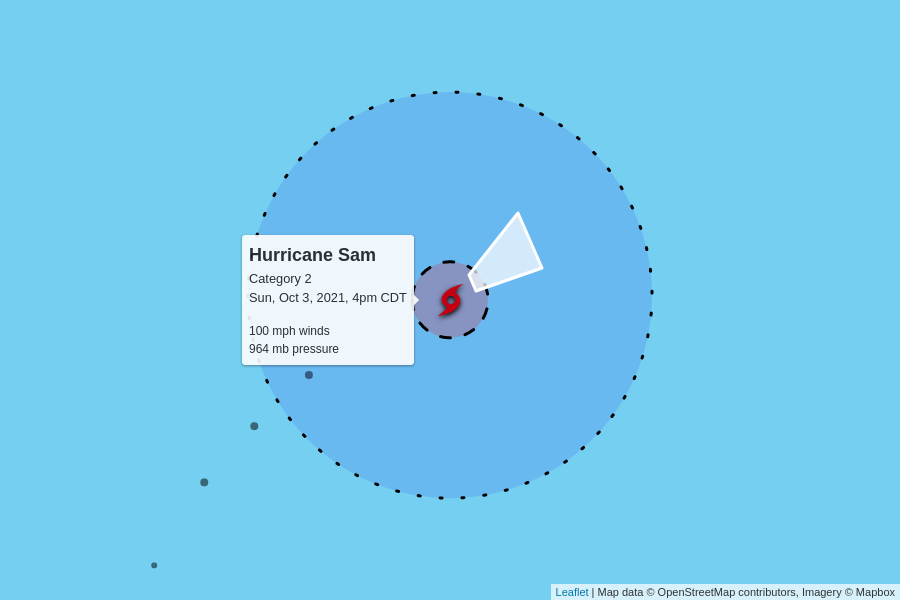 Hurricane Sam
Category 2
Sun, Oct 3, 2021, 4pm CDT
100 mph winds
964 mb pressure
Leaflet | Map data © OpenStreetMap contributors, Imagery © Mapbox